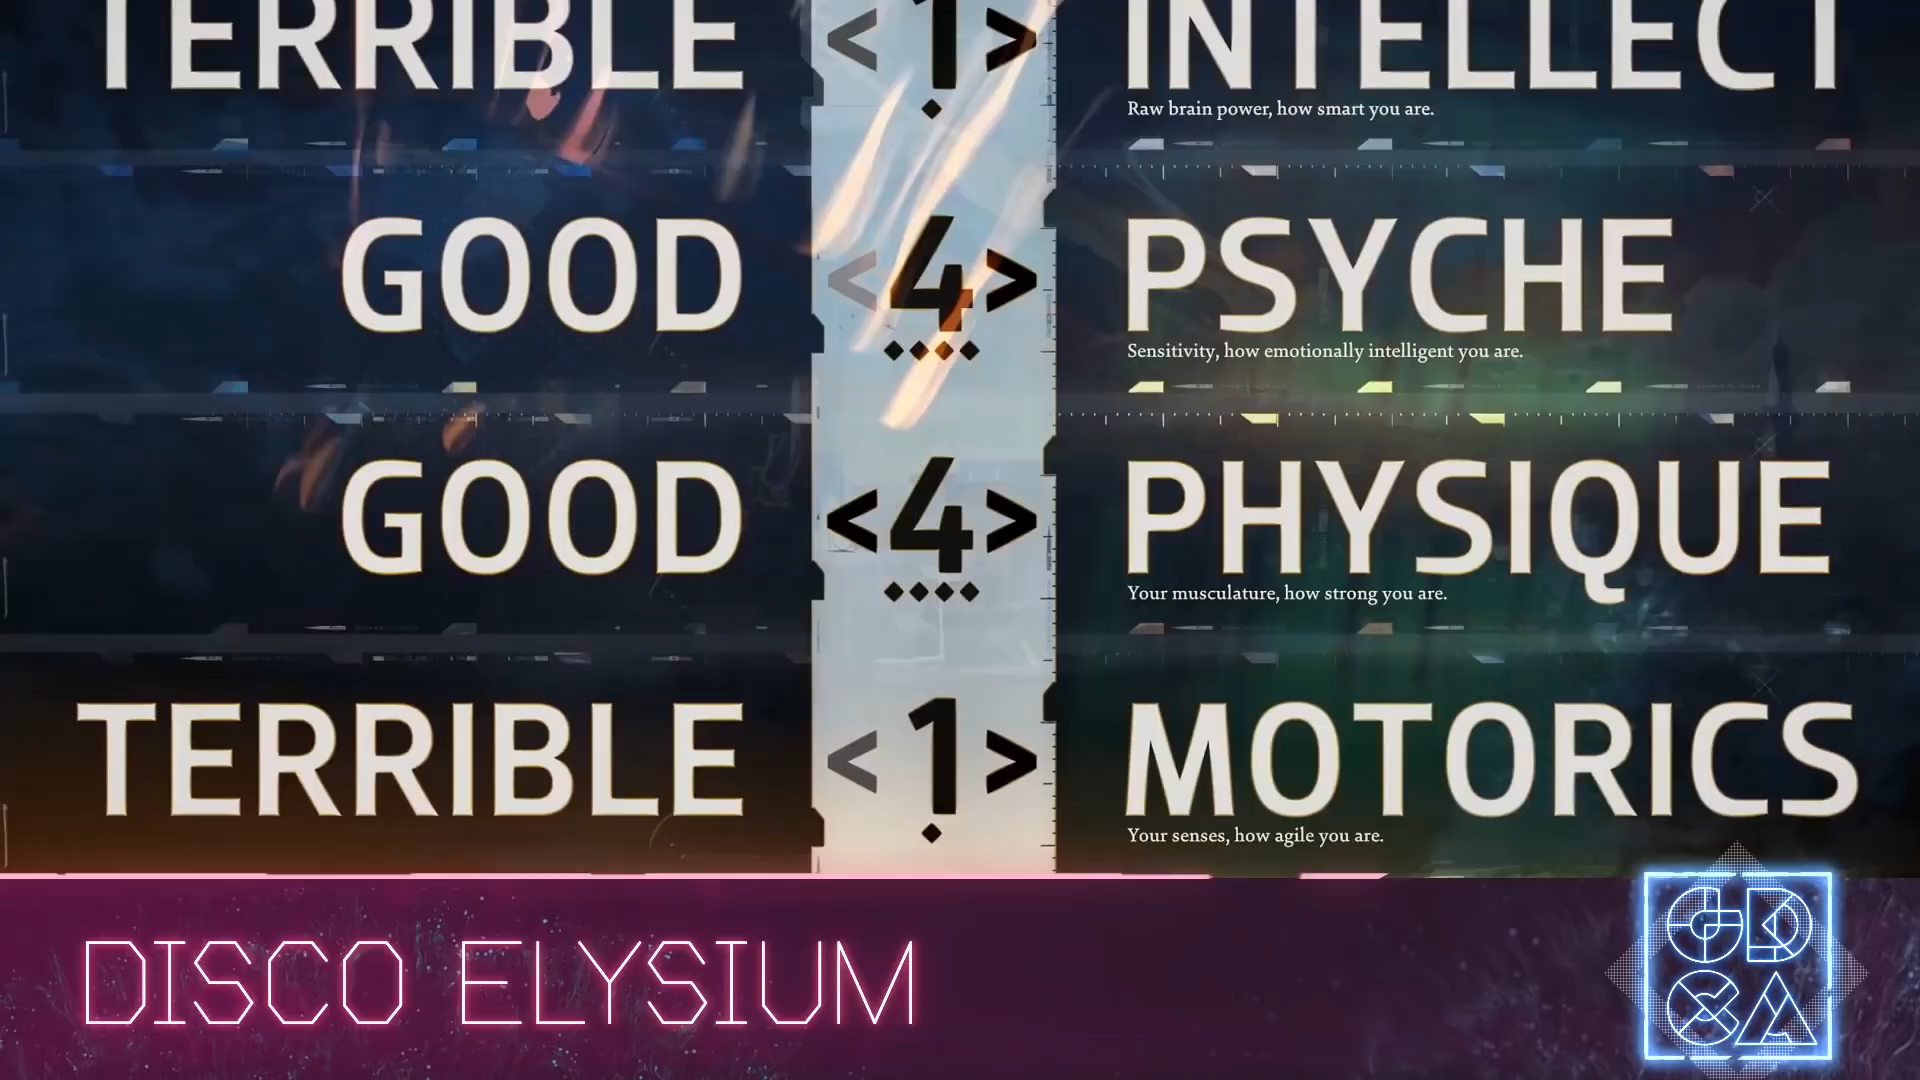 TERRIBLE <1> INTELLECT
Raw brain power, how smart you are.
GOOD <4> PSYCHE
Sensitivity, how emotionally intelligent you are.
GOOD <4> PHYSIQUE
Your musculature, how strong you are.
TERRIBLE <1> MOTORICS
Your senses, how agile you are.
DISCO ELYSIUM
GDCA